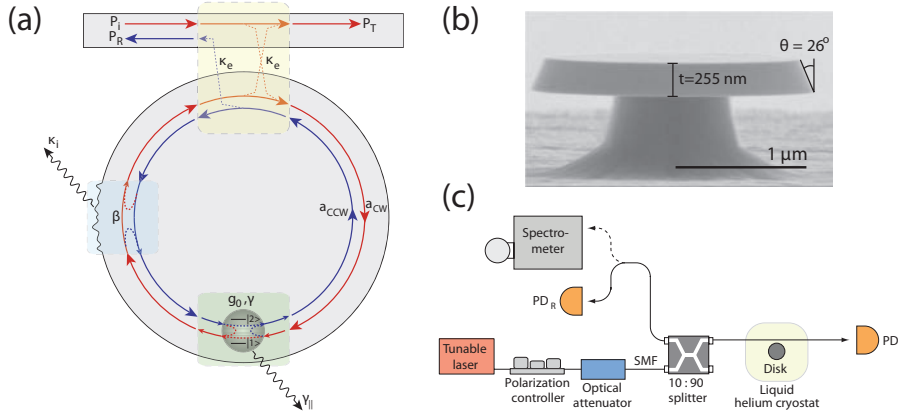 (a)
P_i
P_T
P_R
κ_e
κ_e
κ_i
β
a_CCW
a_CW
g_0, γ
|2>
|1>
γ_||
(b)
θ = 26°
t=255 nm
1 μm
(c)
Spectro-
meter
PD_R
Tunable
laser
Polarization
controller
Optical
attenuator
SMF
10 : 90
splitter
Disk
Liquid
helium cryostat
PD